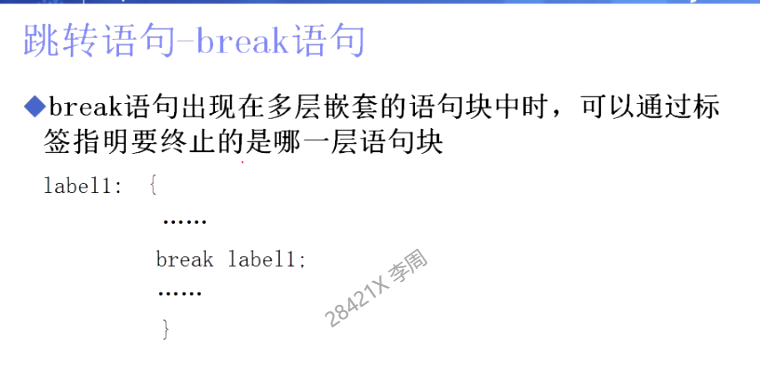 跳转语句-break语句
◆break语句出现在多层嵌套的语句块中时，可以通过标
签指明要终止的是哪一层语句块
label1: {
……
break label1;
……
}
28421X 李周